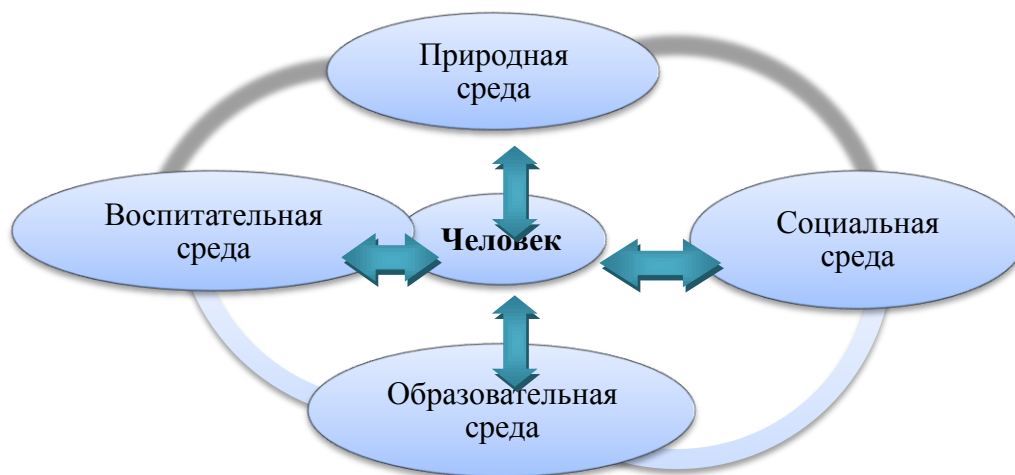 Природная
среда
Воспитательная
среда
Человек
Социальная
среда
Образовательная
среда